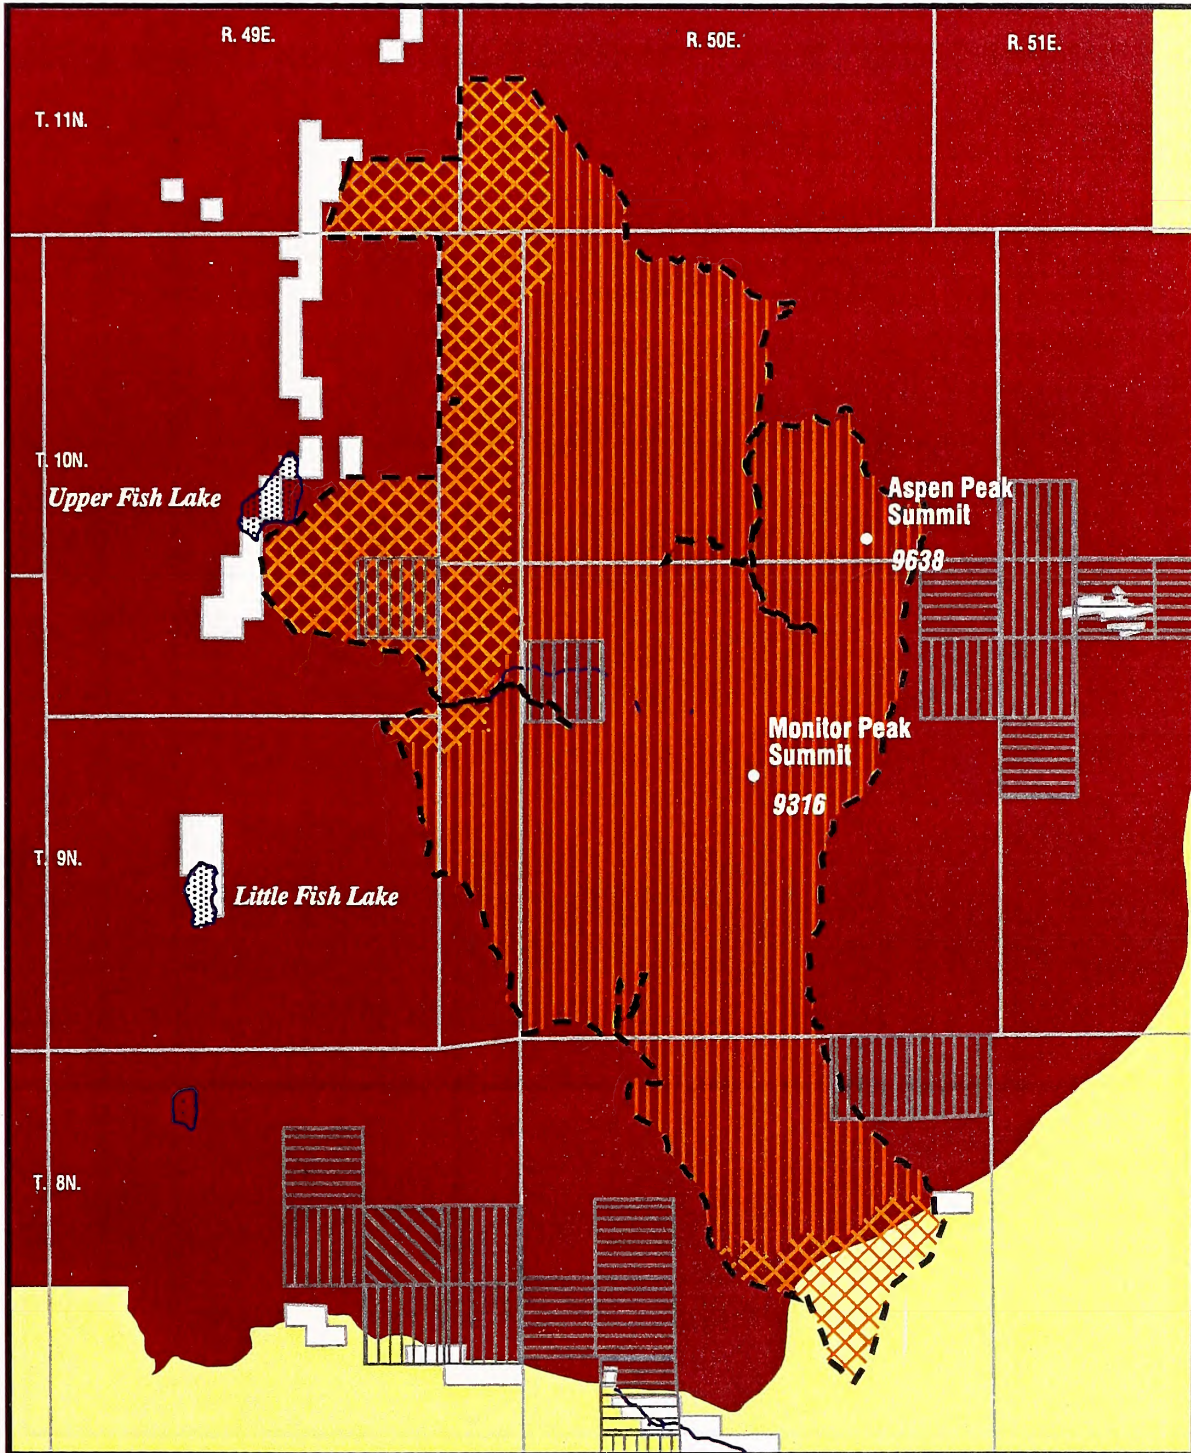 R. 49E.
R. 50E.
R. 51E.
T. 11N.
T. 10N.
Upper Fish Lake
Aspen Peak
Summit
9638
Monitor Peak
Summit
9316
T. 9N.
Little Fish Lake
T. 8N.